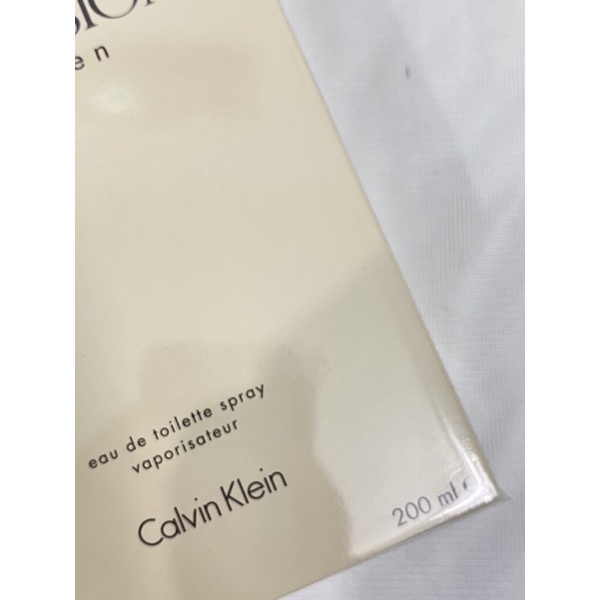 eau de toilette spray
vaporisateur
Calvin Klein
200 ml